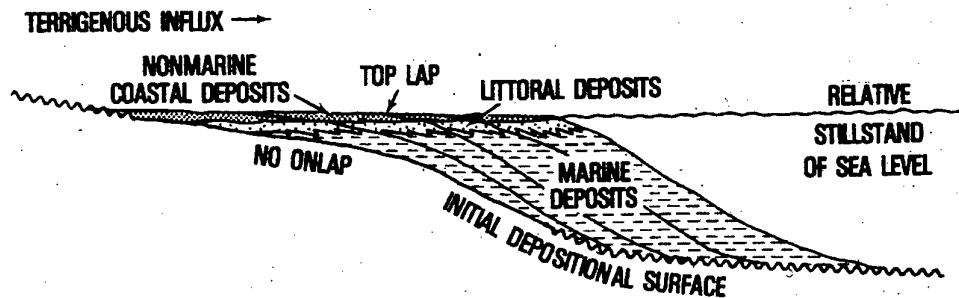 TERRIGENOUS INFLUX →
NONMARINE
COASTAL DEPOSITS
TOP LAP
LITTORAL DEPOSITS
RELATIVE
STILLSTAND
OF SEA LEVEL
NO ONLAP
MARINE
DEPOSITS
INITIAL DEPOSITIONAL SURFACE